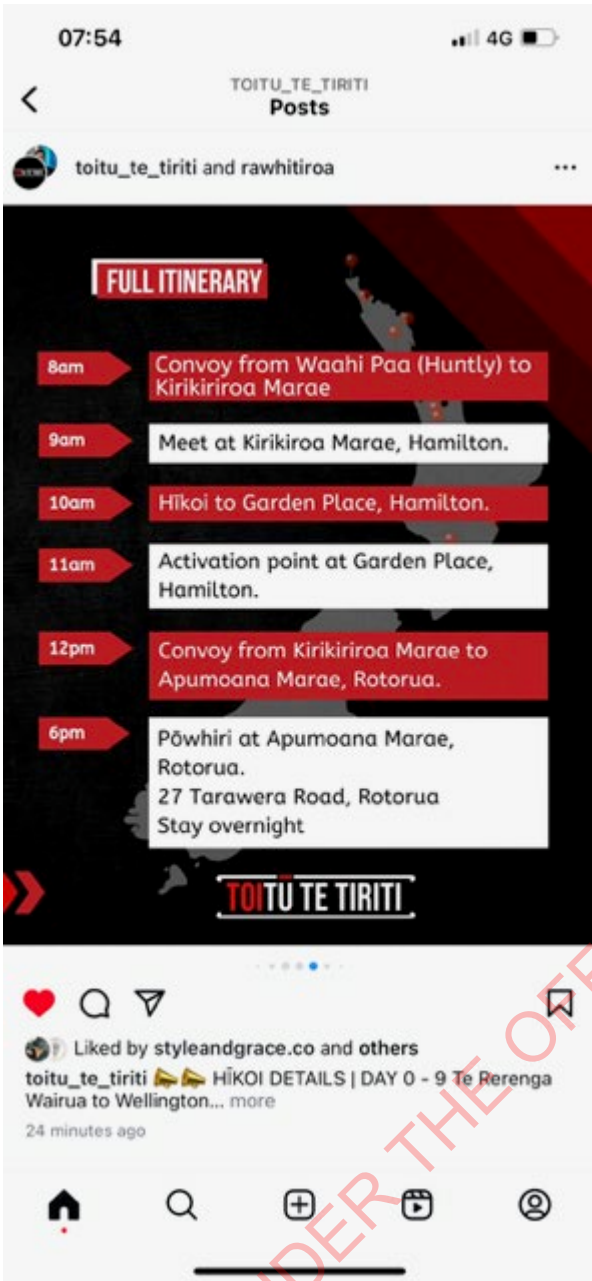 07:54
4G
TOITU_TE_TIRITI
Posts
toitu_te_tiriti and rawhitiroa
FULL ITINERARY
8am
Convoy from Waahi Paa (Huntly) to
Kirikiriroa Marae
9am
Meet at Kirikiroa Marae, Hamilton.
10am
Hīkoi to Garden Place, Hamilton.
11am
Activation point at Garden Place,
Hamilton.
12pm
Convoy from Kirikiriroa Marae to
Apumoana Marae, Rotorua.
6pm
Pōwhiri at Apumoana Marae,
Rotorua.
27 Tarawera Road, Rotorua
Stay overnight
TOITŪ TE TIRITI
Liked by styleandgrace.co and others
toitu_te_tiriti 📣📣 HĪKOI DETAILS | DAY 0 - 9 Te Rerenga
Wairua to Wellington... more
24 minutes ago
THE